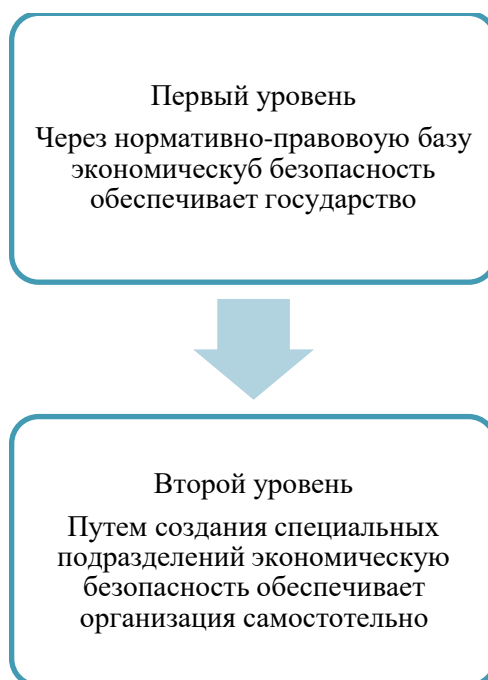 Первый уровень
Через нормативно-правовоую базу
экономическуб безопасность
обеспечивает государство
Второй уровень
Путем создания специальных
подразделений экономическую
безопасность обеспечивает
организация самостотельно